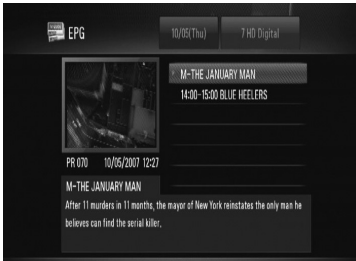 EPG
10/05(Thu)
7 HD Digital
M-THE JANUARY MAN
14:00-15:00 BLUE HEELERS
PR 070 10/05/2007 12:27
M-THE JANUARY MAN
After 11 murders in 11 months, the mayor of New York reinstates the only man he
believes can find the serial killer.